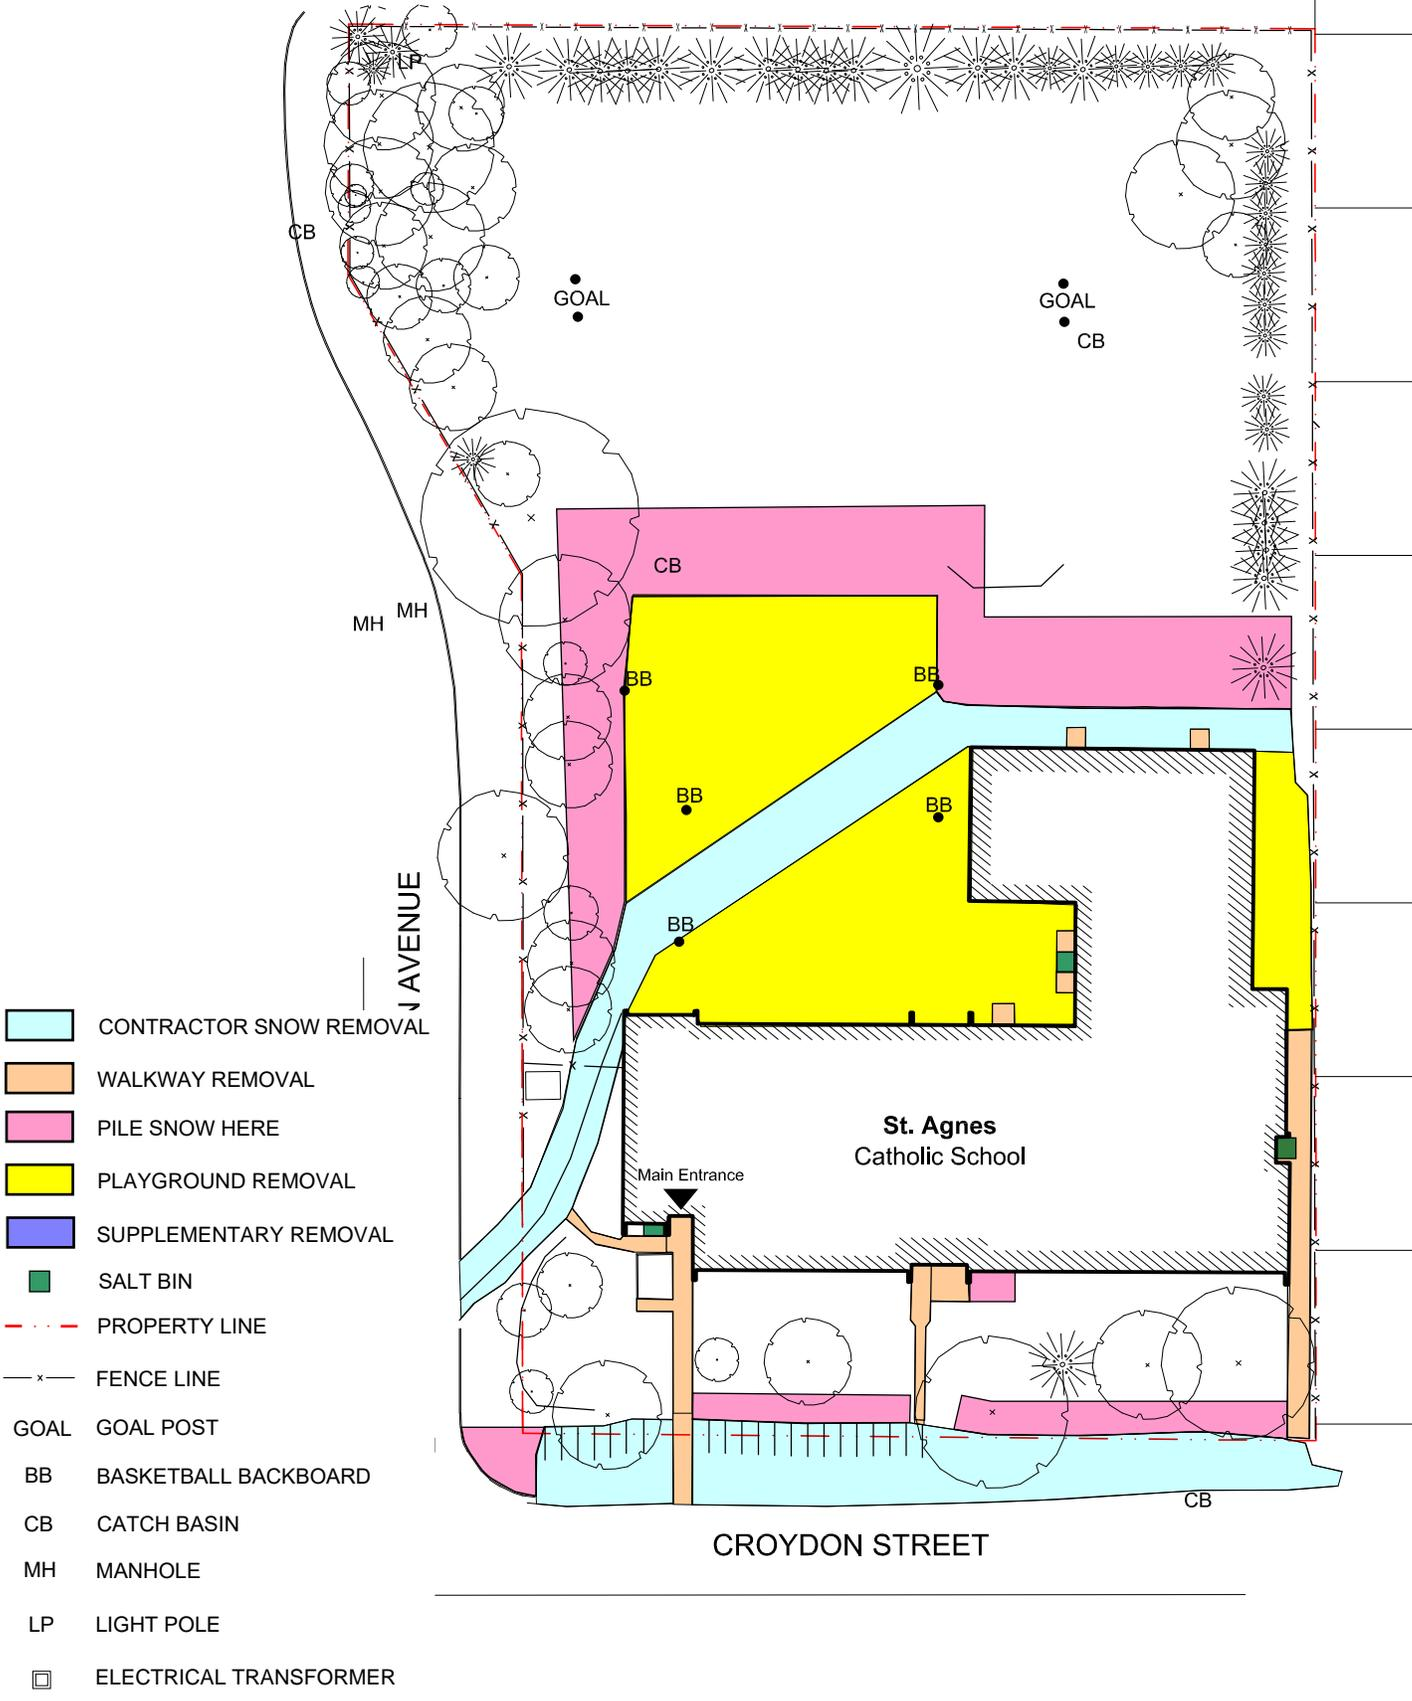 LP
CB
GOAL
GOAL
CB
CB
MH
MH
BB
BB
BB
BB
BB
N AVENUE
CONTRACTOR SNOW REMOVAL
WALKWAY REMOVAL
PILE SNOW HERE
PLAYGROUND REMOVAL
SUPPLEMENTARY REMOVAL
SALT BIN
PROPERTY LINE
FENCE LINE
GOAL GOAL POST
BB BASKETBALL BACKBOARD
CB CATCH BASIN
MH MANHOLE
LP LIGHT POLE
ELECTRICAL TRANSFORMER
St. Agnes
Catholic School
Main Entrance
CB
CROYDON STREET